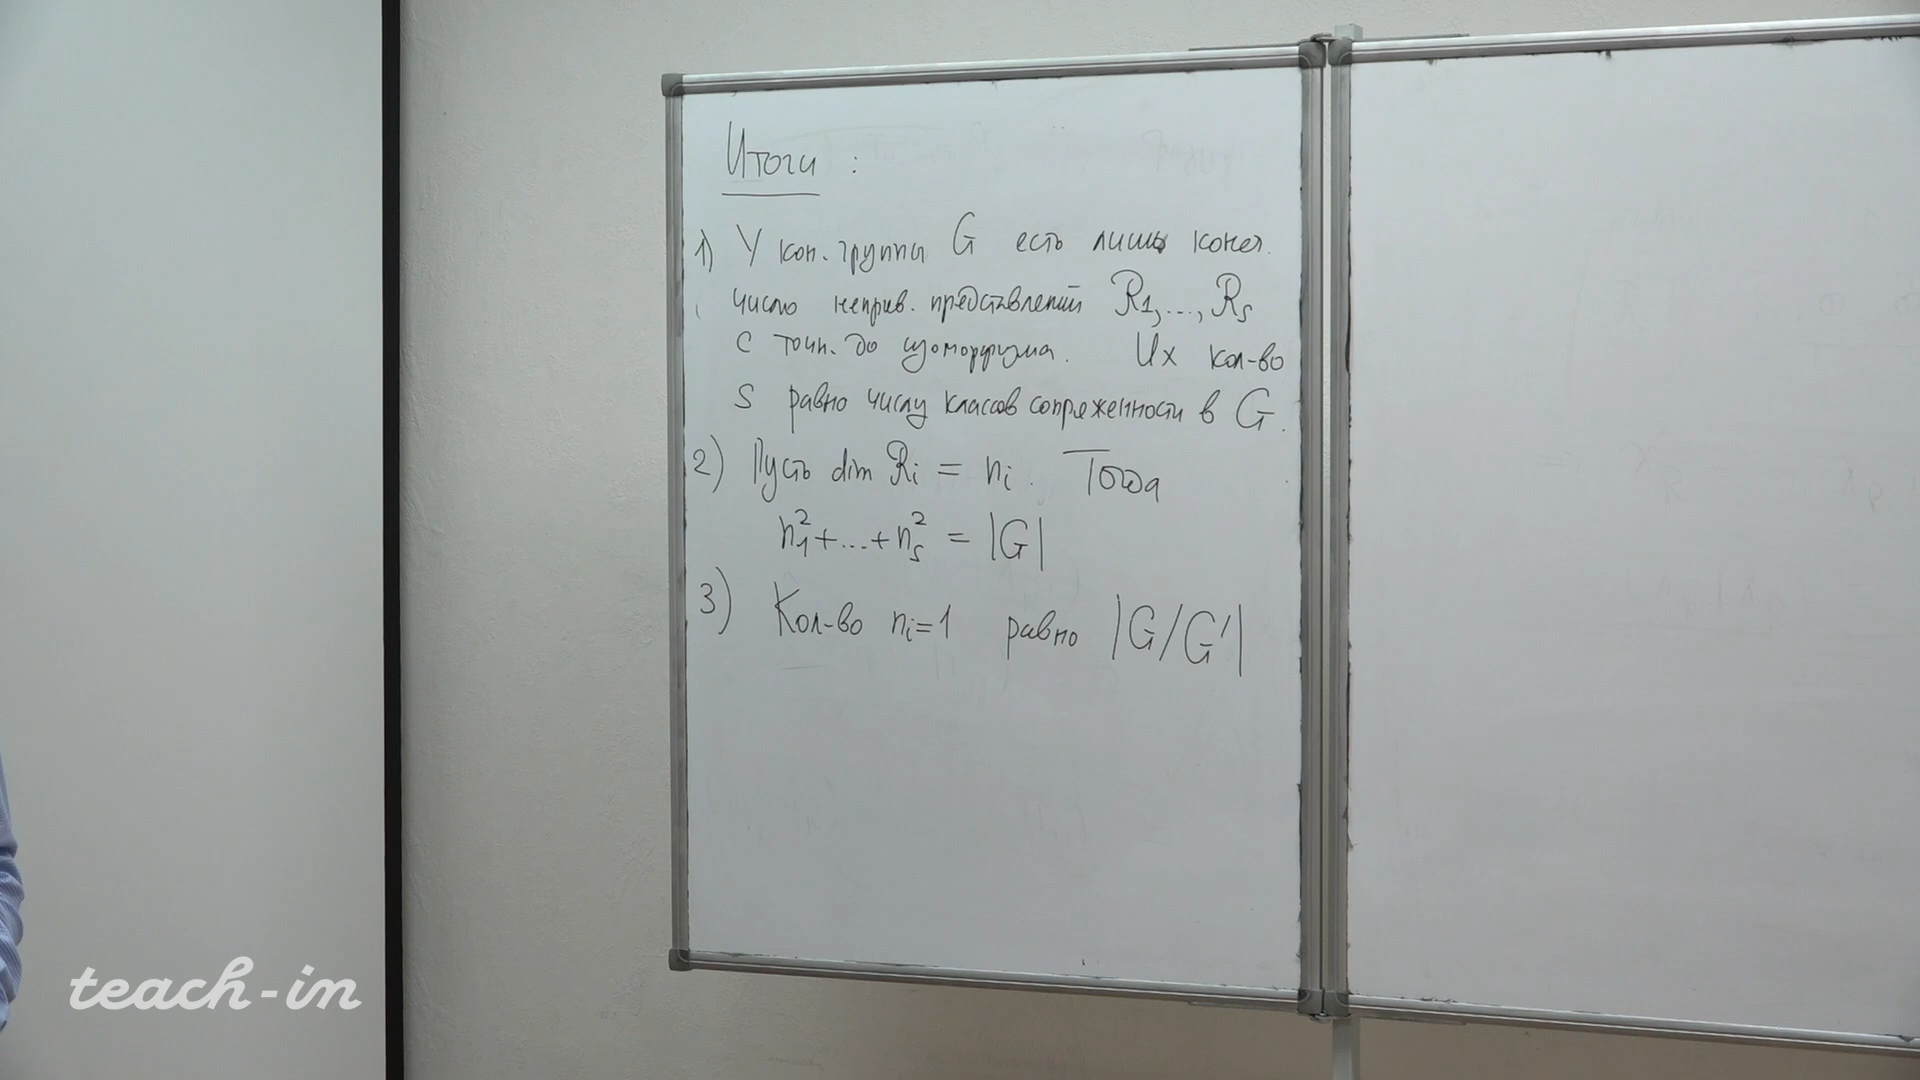 Итоги :
1) У кон. группы G есть лишь конеч.
число неприв. представлений R1,...,Rs
с точн. до изоморфизма. Их кол-во
s равно числу классов сопряженности в G.
2) Пусть dim Ri = ni. Тогда
n₁²+...+nₛ² = |G|
3) Кол-во ni=1 равно |G/G'|
teach-in